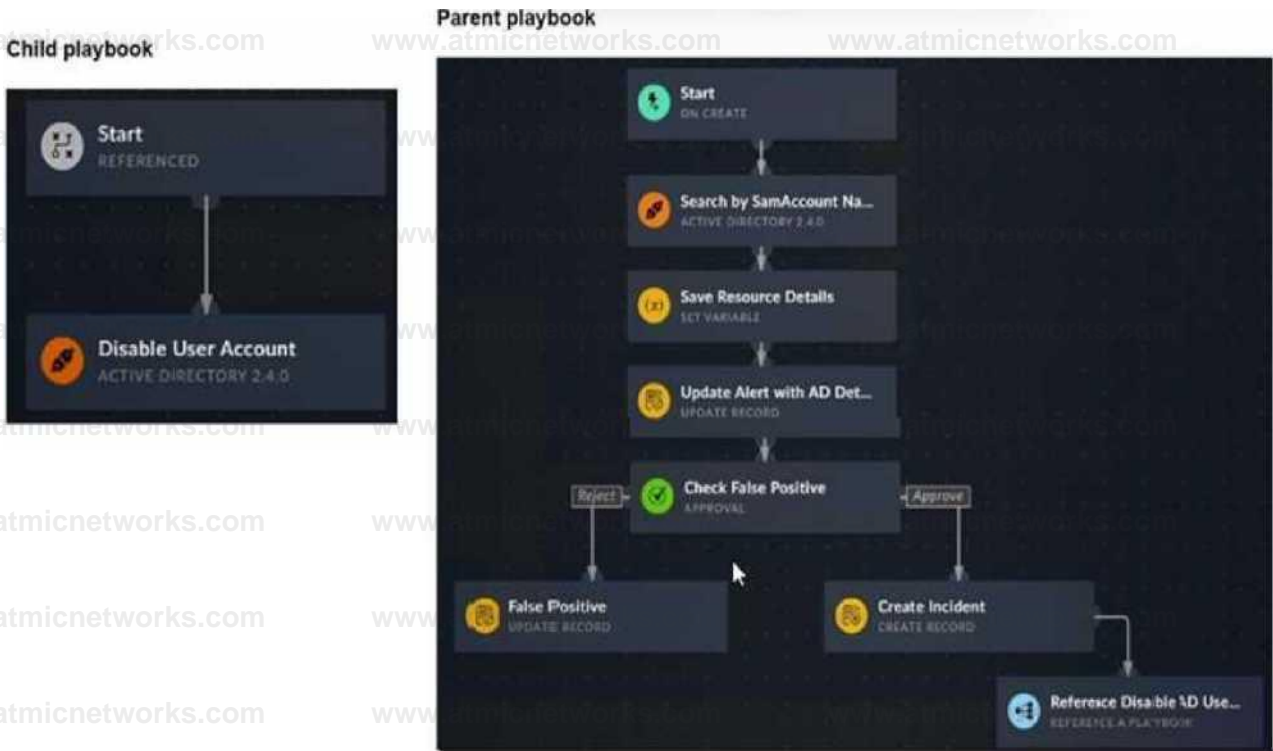 Parent playbook
Child playbook
www.atmicnetworks.com
www.atmicnetworks.com
Start
REFERENCED
Disable User Account
ACTIVE DIRECTORY 2.4.0
Start
ON CREATE
Search by SamAccount Na...
ACTIVE DIRECTORY 2.4.0
Save Resource Details
SET VARIABLE
Update Alert with AD Det...
UPDATE RECORD
Check False Positive
APPROVAL
Reject
Approve
False Positive
UPDATE RECORD
Create Incident
CREATE RECORD
Reference Disable AD Use...
REFERENCE A PLAYBOOK